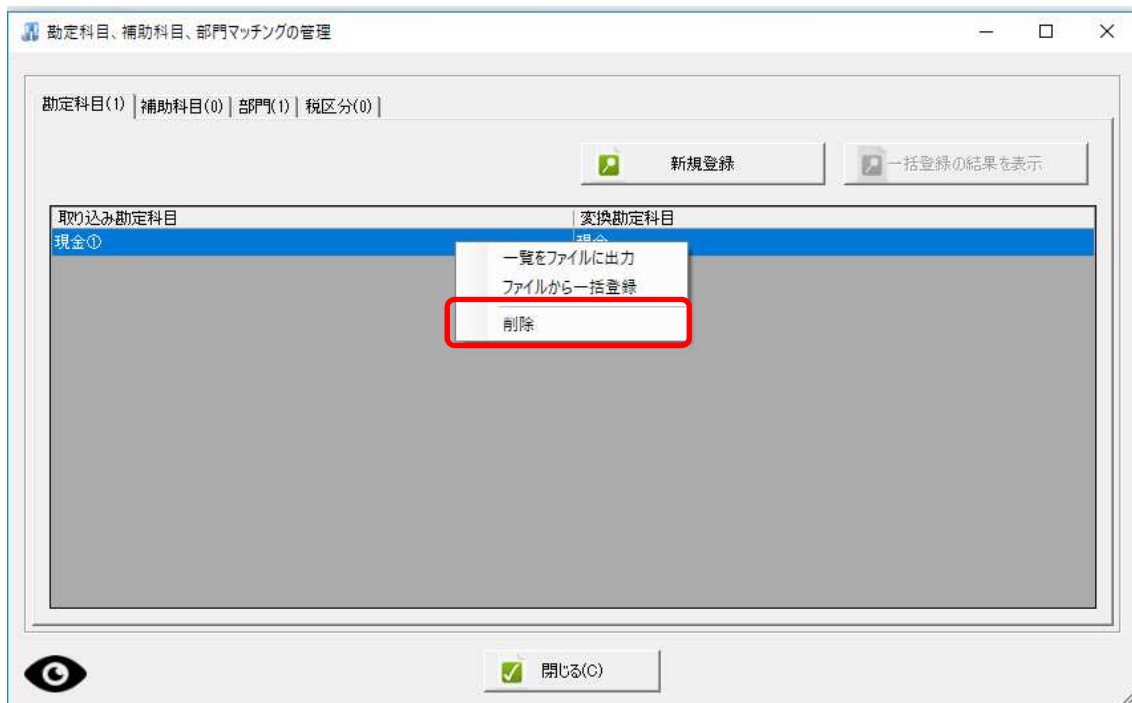 勘定科目、補助科目、部門マッチングの管理
勘定科目(1) 補助科目(0) 部門(1) 税区分(0)
新規登録 一括登録の結果を表示
取り込み勘定科目 変換勘定科目
現金① 現金
一覧をファイルに出力
ファイルから一括登録
削除
閉じる(C)